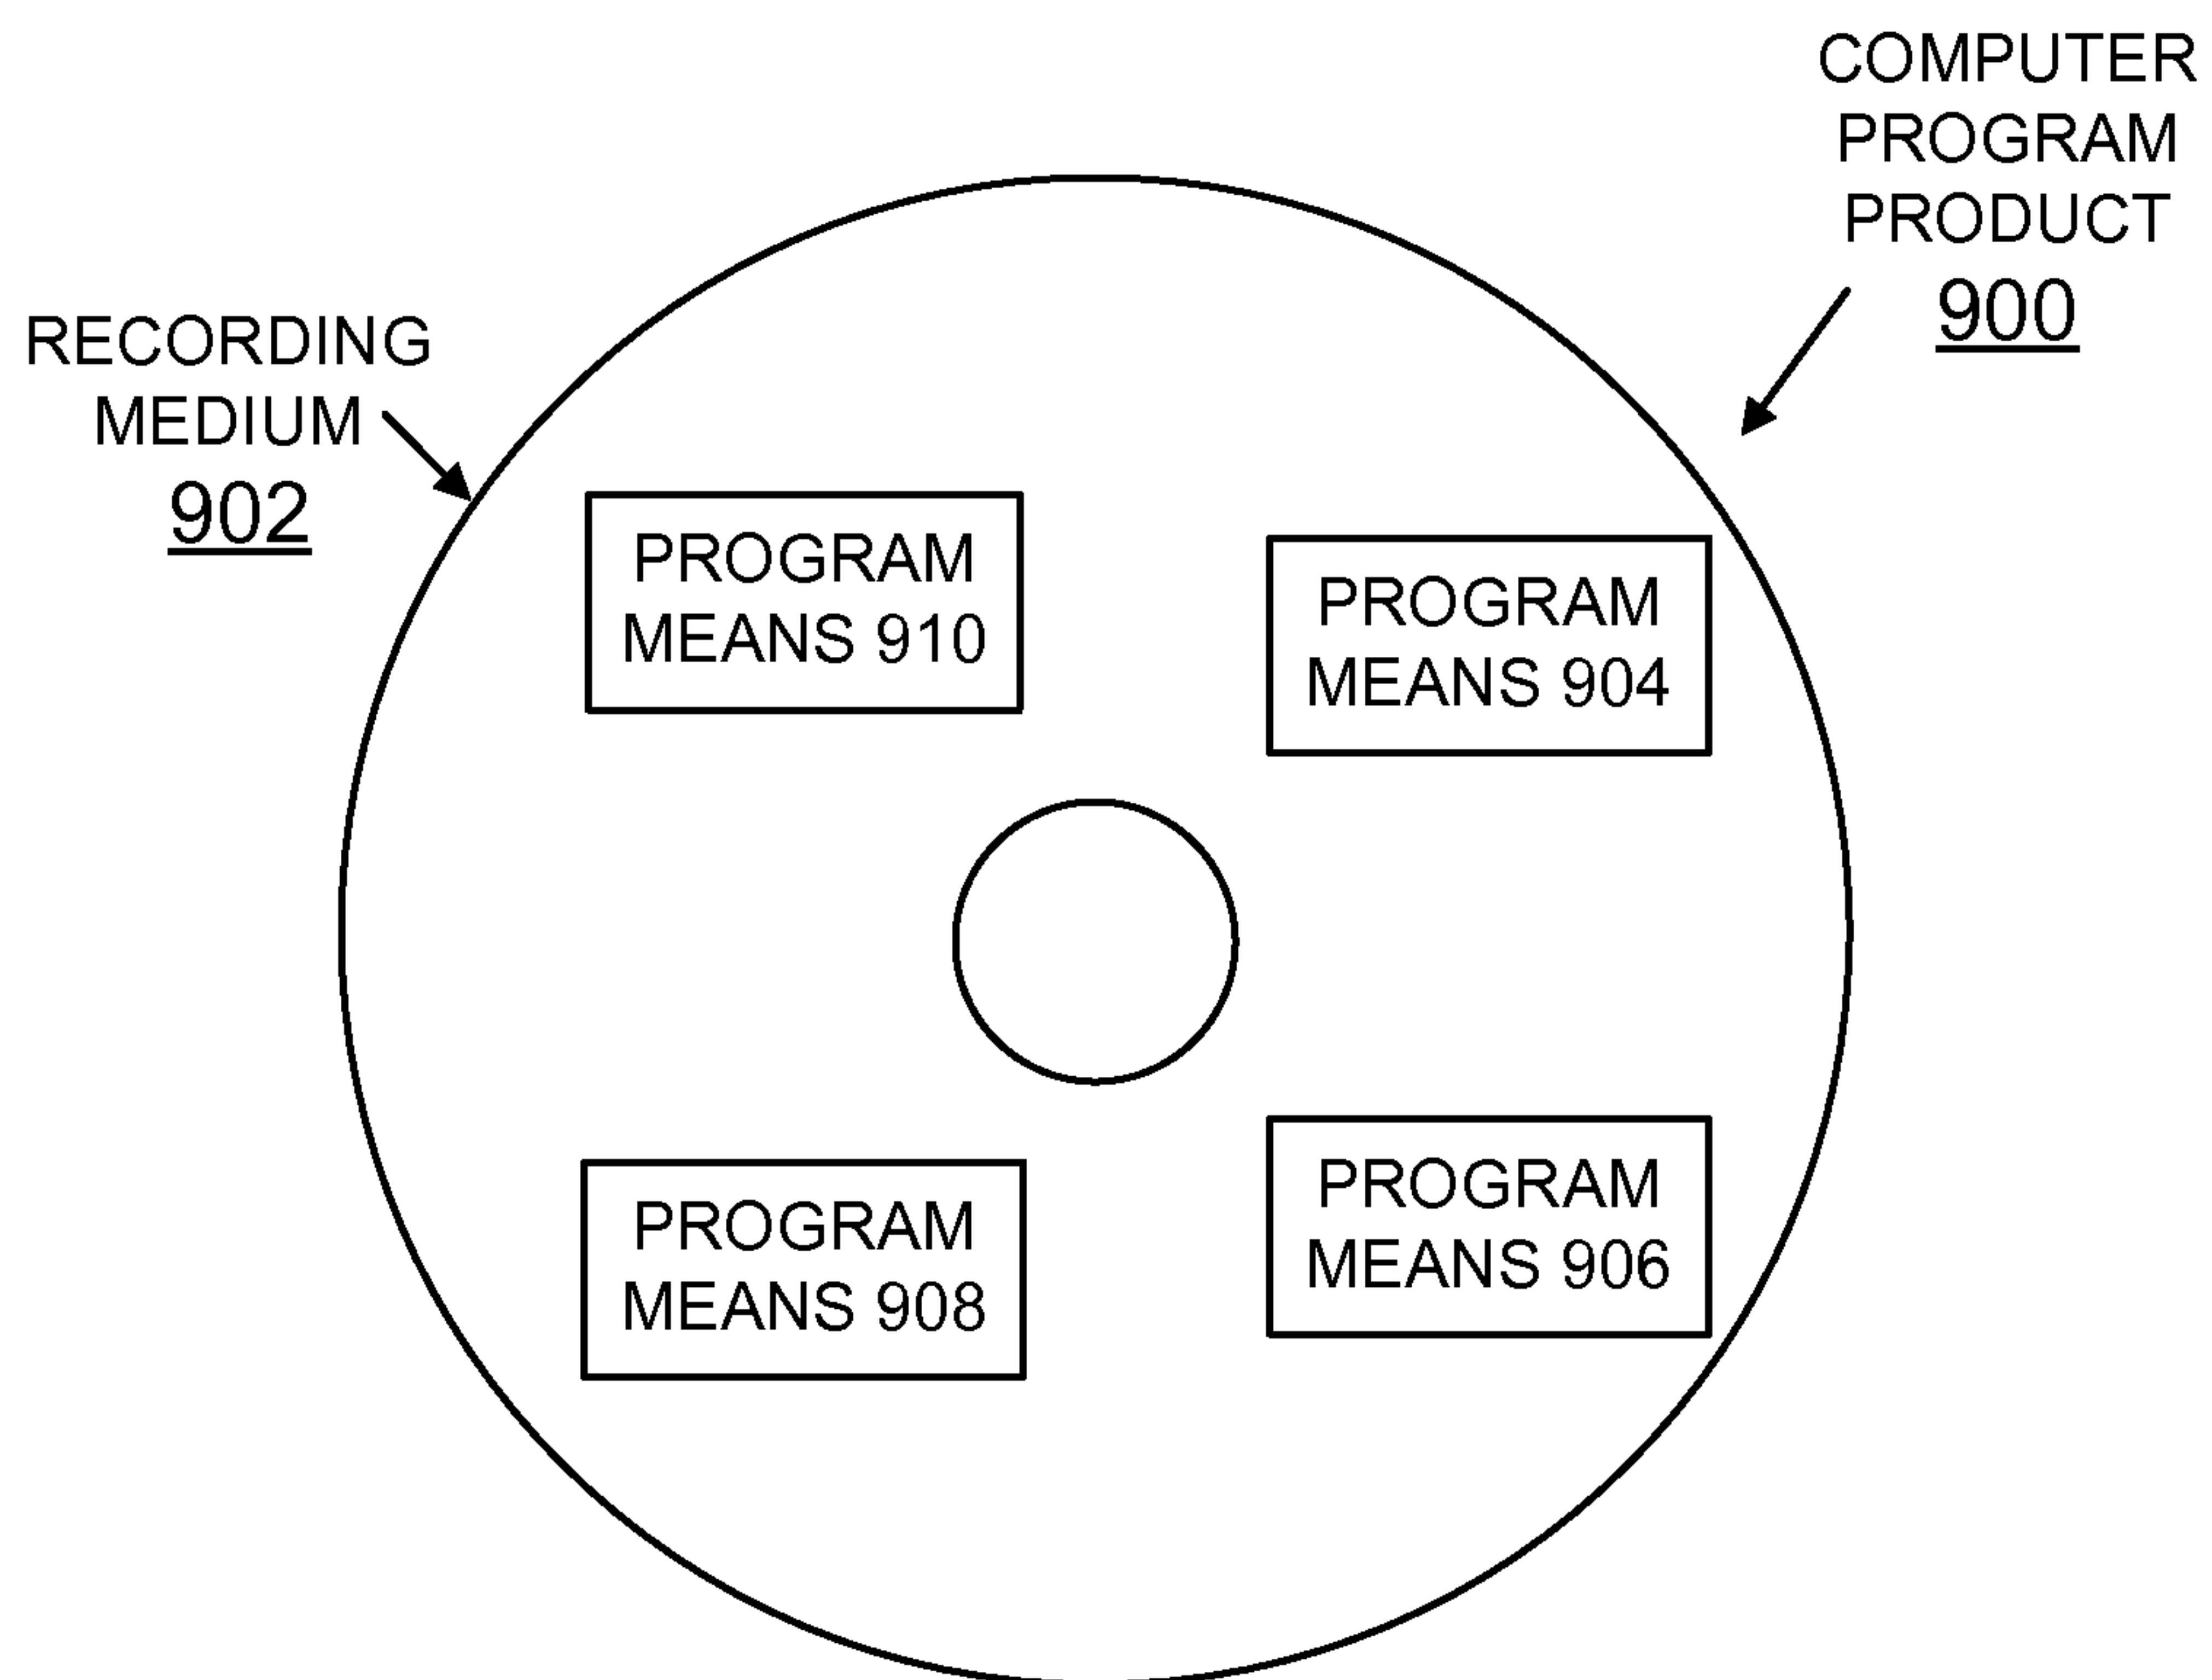 COMPUTER
PROGRAM
PRODUCT
900
RECORDING
MEDIUM
902
PROGRAM
MEANS 910
PROGRAM
MEANS 904
PROGRAM
MEANS 908
PROGRAM
MEANS 906